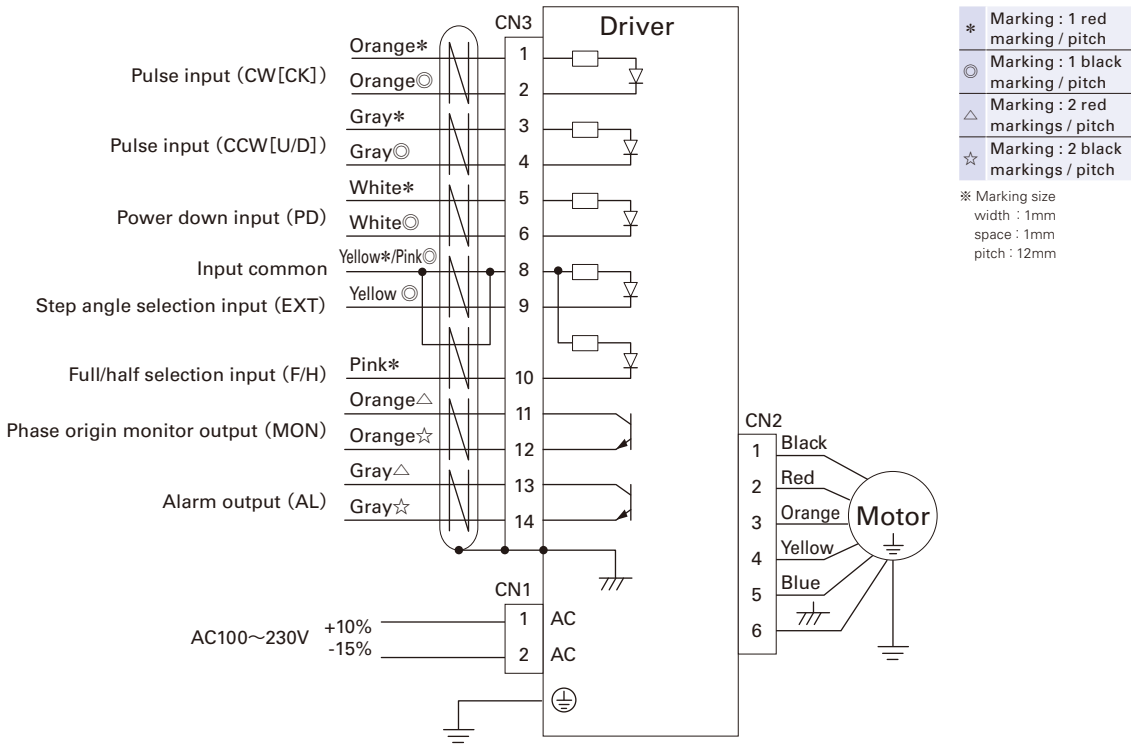 CN3
Driver
Pulse input (CW[CK])
Orange* 1
Orange◎ 2
Pulse input (CCW[U/D])
Gray* 3
Gray◎ 4
Power down input (PD)
White* 5
White◎ 6
Input common
Yellow*/Pink◎ 8
Step angle selection input (EXT)
Yellow ◎ 9
Full/half selection input (F/H)
Pink* 10
Phase origin monitor output (MON)
Orange△ 11
Orange☆ 12
Alarm output (AL)
Gray△ 13
Gray☆ 14
CN1
AC100～230V +10%
-15%
1 AC
2 AC
CN2
1 Black
2 Red
3 Orange
4 Yellow
5 Blue
6
Motor
* Marking : 1 red
marking / pitch
◎ Marking : 1 black
marking / pitch
△ Marking : 2 red
markings / pitch
☆ Marking : 2 black
markings / pitch
※ Marking size
width : 1mm
space : 1mm
pitch : 12mm